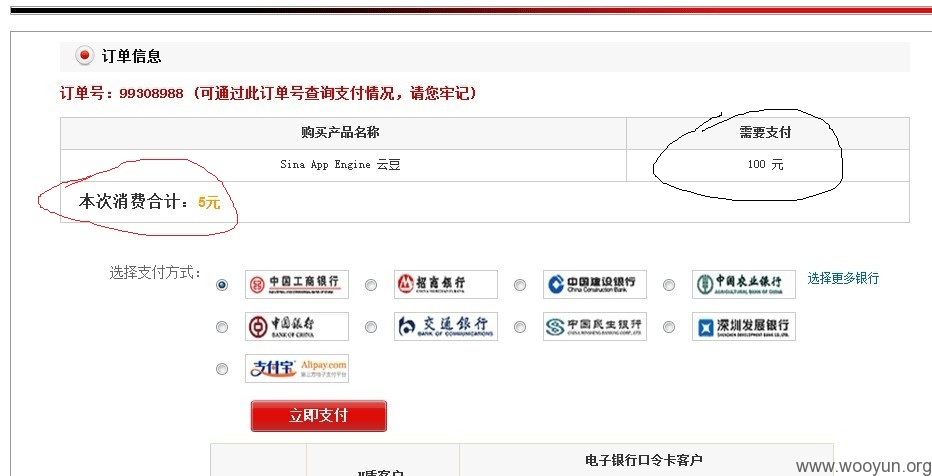 订单信息
订单号：99308988 (可通过此订单号查询支付情况，请您牢记)
购买产品名称 需要支付
Sina App Engine 云豆 100 元
本次消费合计：5元
选择支付方式： 中国工商银行 招商银行 中国建设银行 China Construction Bank 中国农业银行 AGRICULTURAL BANK OF CHINA 选择更多银行
中国银行 BANK OF CHINA 交通银行 BANK OF COMMUNICATIONS 中国民生银行 深圳发展银行
支付宝 Alipay.com
立即支付
电子银行口令卡客户
www.wooyun.org